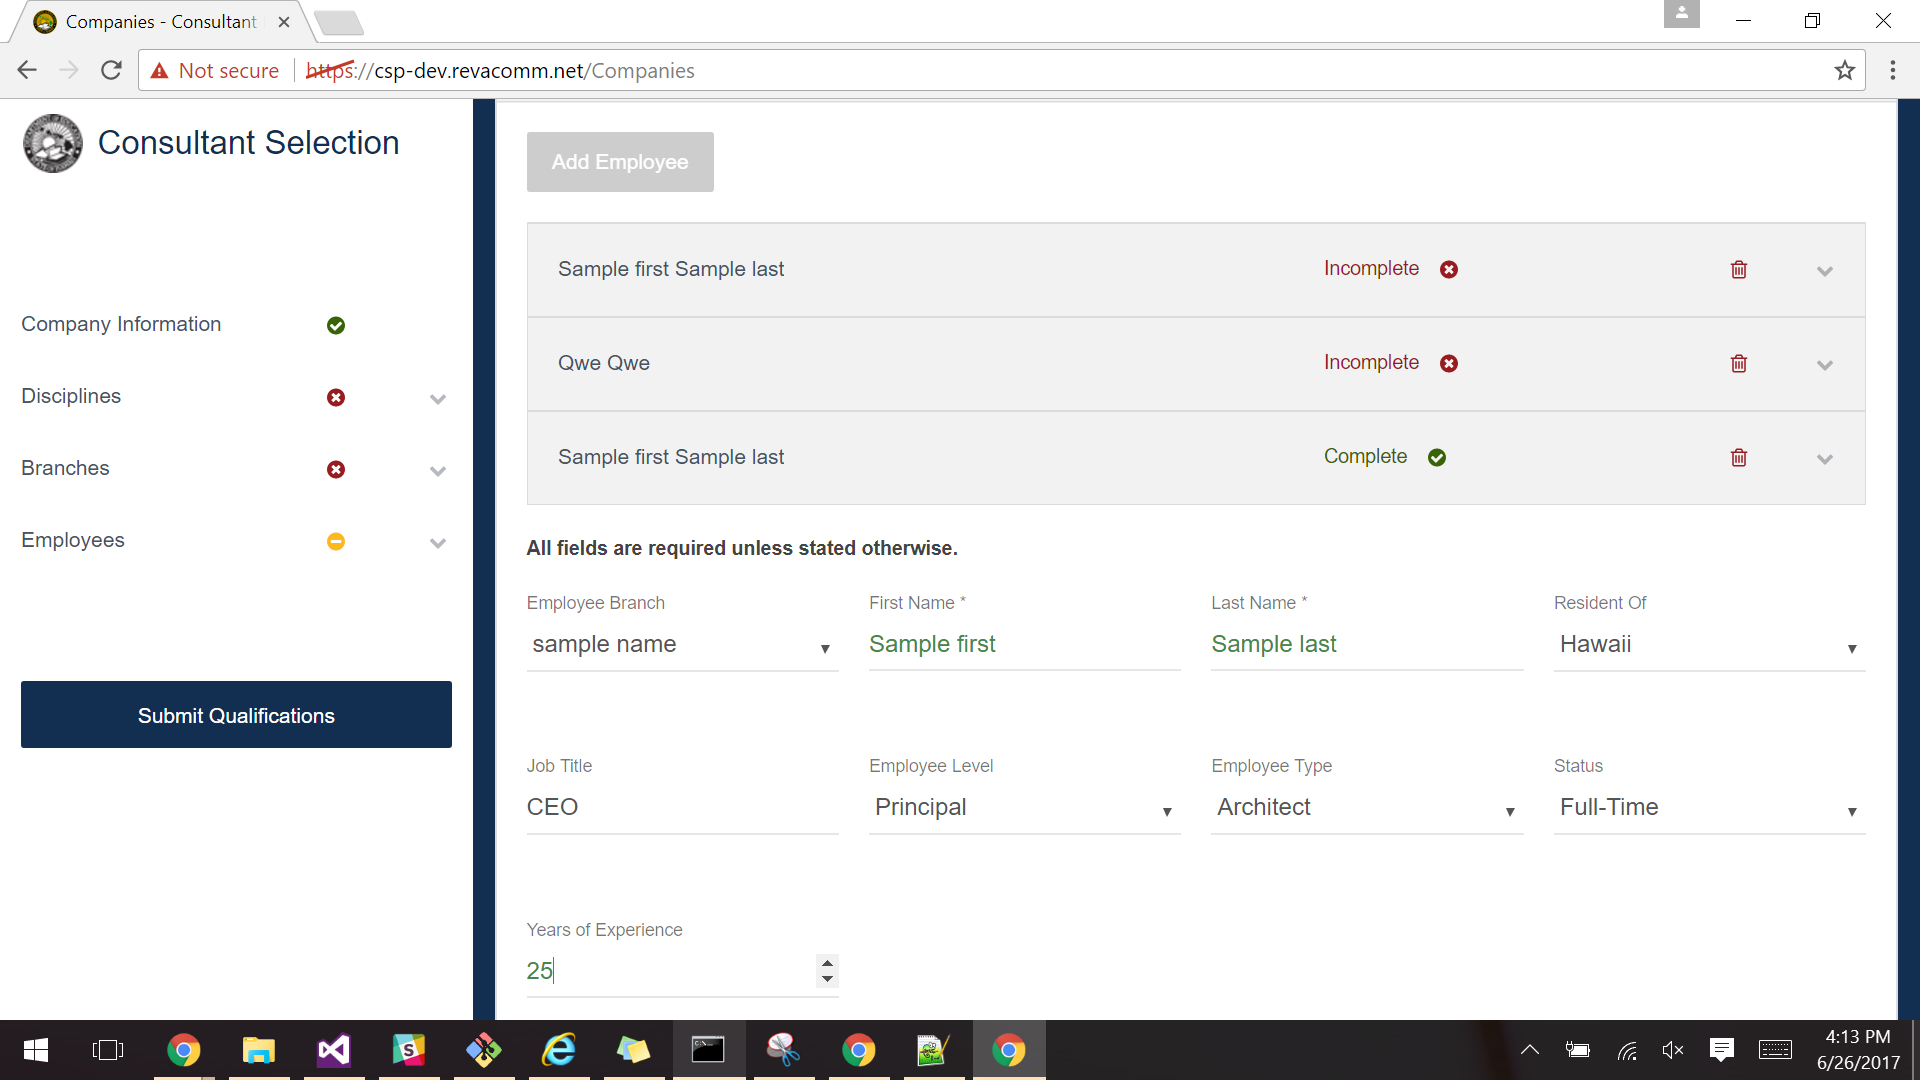 Companies - Consultant
Not secure https://csp-dev.revacomm.net/Companies
Consultant Selection
Company Information
Disciplines
Branches
Employees
Submit Qualifications
Add Employee
Sample first Sample last Incomplete
Qwe Qwe Incomplete
Sample first Sample last Complete
All fields are required unless stated otherwise.
Employee Branch First Name * Last Name * Resident Of
sample name Sample first Sample last Hawaii
Job Title Employee Level Employee Type Status
CEO Principal Architect Full-Time
Years of Experience
25
4:13 PM
6/26/2017